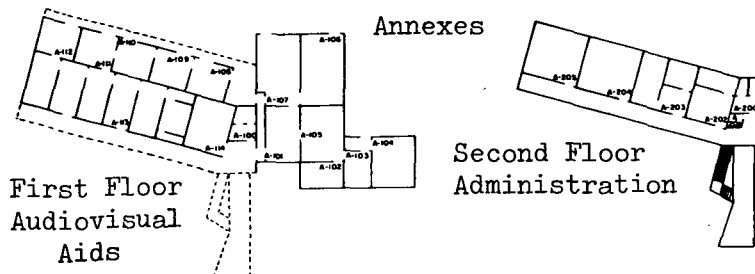 Annexes
A-106
A-112
A-110
A-111
A-109
A-108
A-107
A-113
A-100
A-105
A-114
A-101
A-104
A-103
A-102
First Floor
Audiovisual
Aids
A-205
A-204
A-203
A-202
A-200
Second Floor
Administration